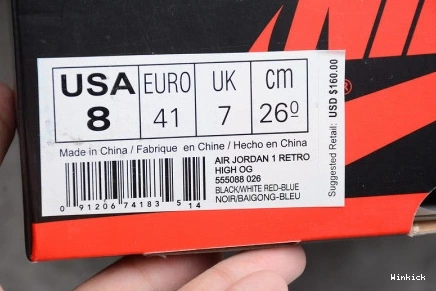 USA EURO UK cm
8 41 7 26º
Made in China / Fabrique en Chine / Hecho en China
AIR JORDAN 1 RETRO
HIGH OG
555088 026
BLACK/WHITE RED-BLUE
NOIR/BAIGONG-BLEU
0 91206 74183 5 14
Suggested Retail: USD $160.00
®
Winkick